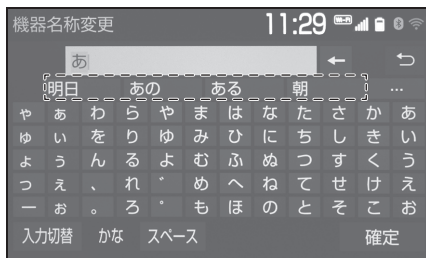 機器名称変更 11:29 Wi-Fi
あ
明日 あの ある 朝 …
ゃ ぁ わ ら や ま は な た さ か あ
ゅ ぃ を り ゆ み ひ に ち し き い
ょ ぅ ん る よ む ふ ぬ つ す く う
っ ぇ 、 れ ゛ め へ ね て せ け え
ー ぉ 。 ろ ゜ も ほ の と そ こ お
入力切替 かな スペース 確定